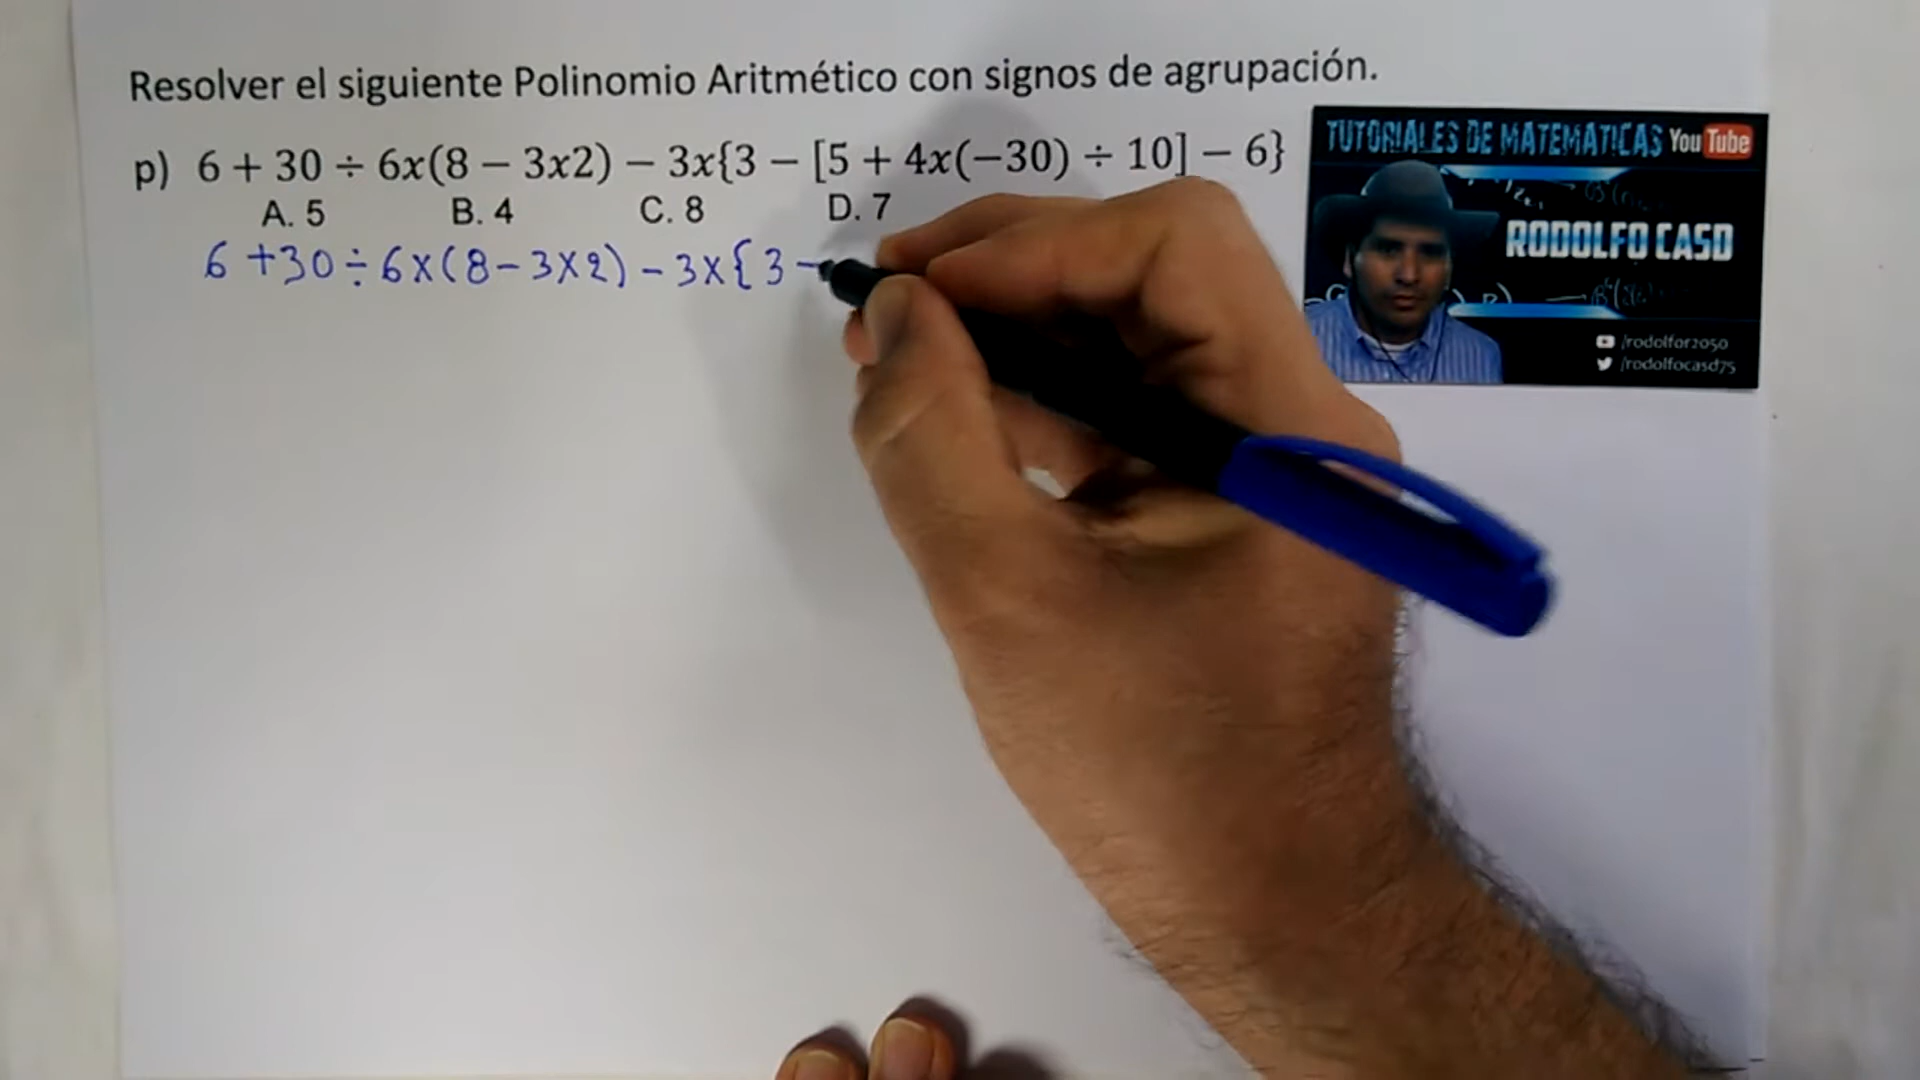 Resolver el siguiente Polinomio Aritmético con signos de agrupación.
p) 6 + 30 ÷ 6x(8 − 3x2) − 3x{3 − [5 + 4x(−30) ÷ 10] − 6}
A. 5 B. 4 C. 8 D. 7
6 + 30 ÷ 6 x (8 − 3 x 2) − 3 x { 3 −
TUTORIALES DE MATEMATICAS YouTube
RODOLFO CASD
/rodolfor2050
/rodolfocasd75